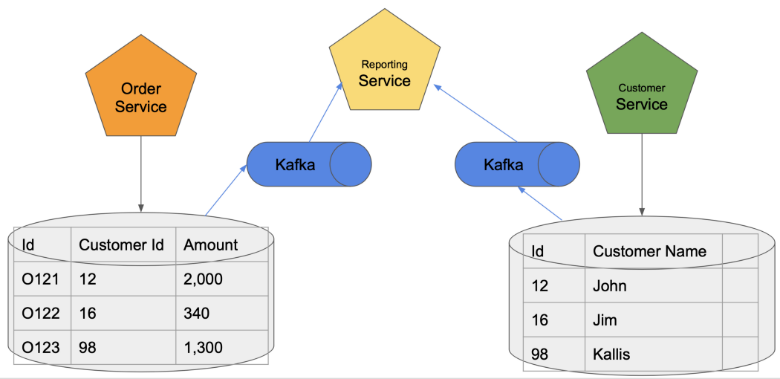 Order
Service
Reporting
Service
Customer
Service
Kafka
Kafka
Id Customer Id Amount
O121 12 2,000
O122 16 340
O123 98 1,300
Id Customer Name
12 John
16 Jim
98 Kallis